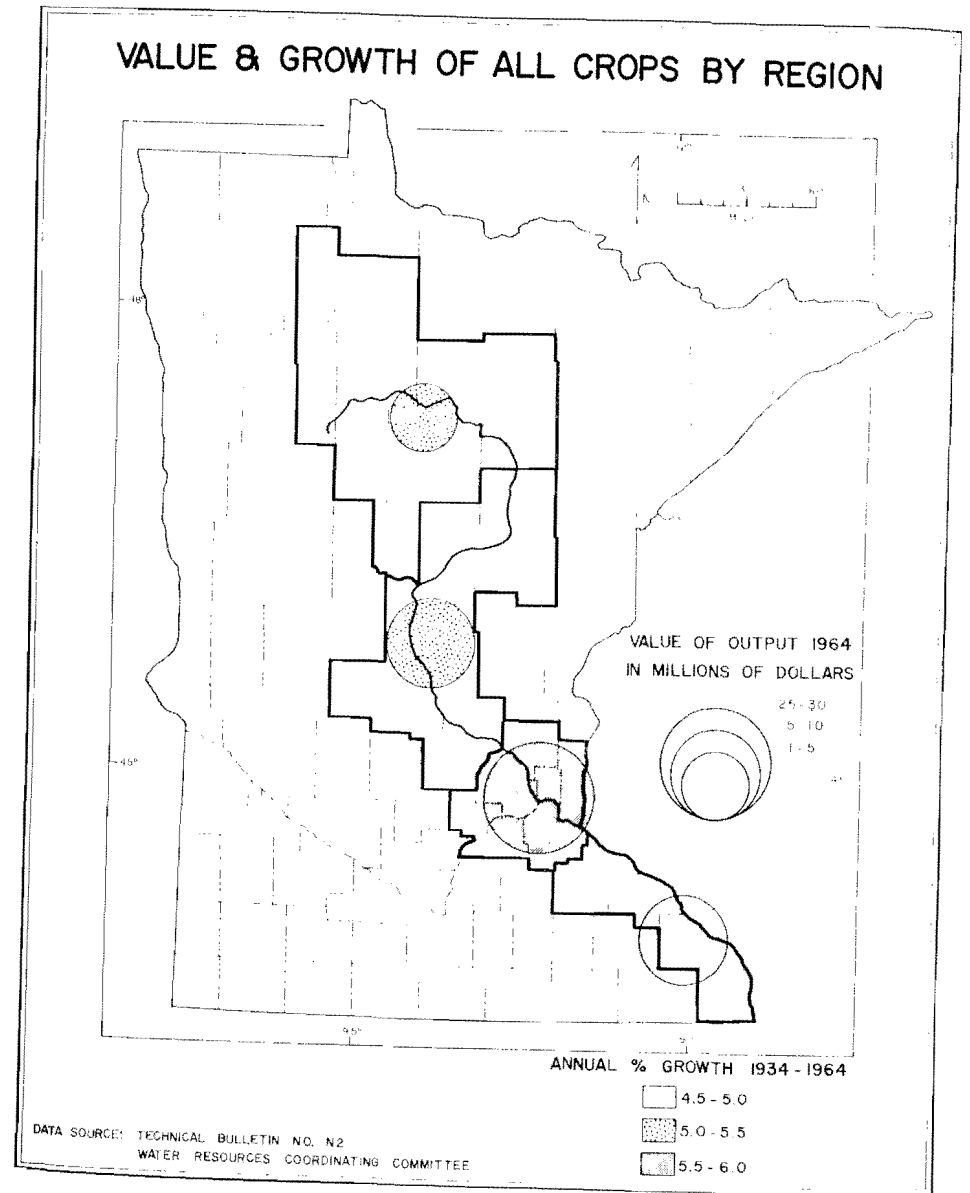 VALUE & GROWTH OF ALL CROPS BY REGION
N
48°
VALUE OF OUTPUT 1964
IN MILLIONS OF DOLLARS
25-30
5-10
1-5
45°
95°
ANNUAL % GROWTH 1934-1964
4.5-5.0
5.0-5.5
5.5-6.0
DATA SOURCE: TECHNICAL BULLETIN NO. N2
WATER RESOURCES COORDINATING COMMITTEE